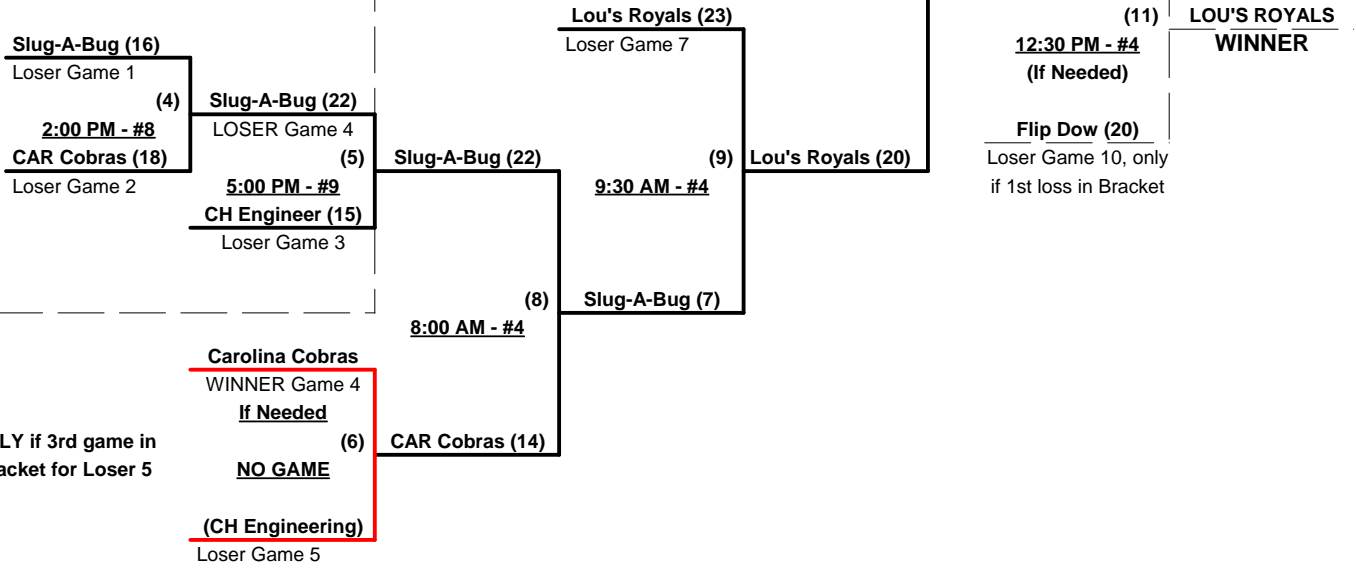 Slug-A-Bug (16)
Loser Game 1
(4)
2:00 PM - #8
CAR Cobras (18)
Loser Game 2
Slug-A-Bug (22)
LOSER Game 4
(5)
5:00 PM - #9
CH Engineer (15)
Loser Game 3
Slug-A-Bug (22)
(8)
8:00 AM - #4
Carolina Cobras
WINNER Game 4
If Needed
(6)
NO GAME
(CH Engineering)
Loser Game 5
LY if 3rd game in
acket for Loser 5
CAR Cobras (14)
Lou's Royals (23)
Loser Game 7
(9)
9:30 AM - #4
Slug-A-Bug (7)
Lou's Royals (20)
(11)
12:30 PM - #4
(If Needed)
Flip Dow (20)
Loser Game 10, only
if 1st loss in Bracket
LOU'S ROYALS
WINNER